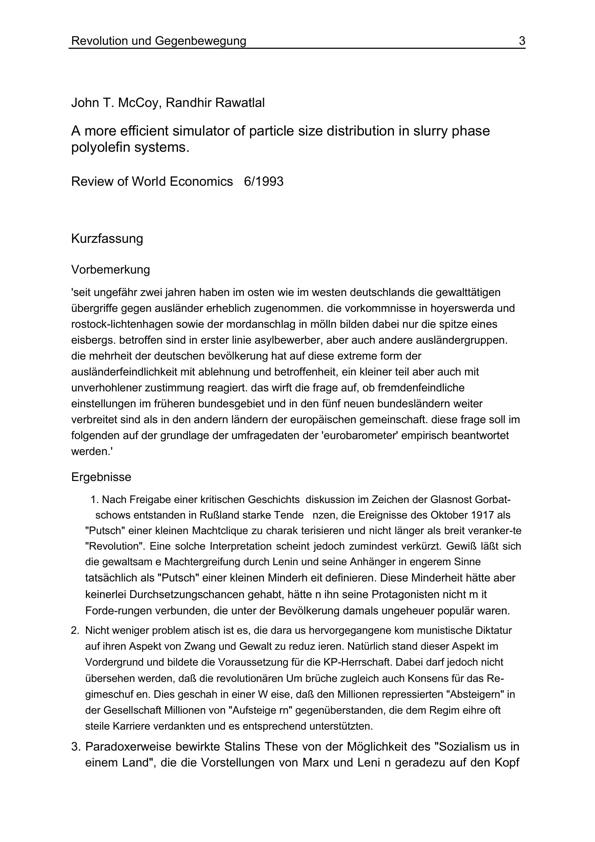 Revolution und Gegenbewegung 3
John T. McCoy, Randhir Rawatlal
A more efficient simulator of particle size distribution in slurry phase
polyolefin systems.
Review of World Economics 6/1993
Kurzfassung
Vorbemerkung
'seit ungefähr zwei jahren haben im osten wie im westen deutschlands die gewalttätigen
übergriffe gegen ausländer erheblich zugenommen. die vorkommnisse in hoyerswerda und
rostock-lichtenhagen sowie der mordanschlag in mölln bilden dabei nur die spitze eines
eisbergs. betroffen sind in erster linie asylbewerber, aber auch andere ausländergruppen.
die mehrheit der deutschen bevölkerung hat auf diese extreme form der
ausländerfeindlichkeit mit ablehnung und betroffenheit, ein kleiner teil aber auch mit
unverhohlener zustimmung reagiert. das wirft die frage auf, ob fremdenfeindliche
einstellungen im früheren bundesgebiet und in den fünf neuen bundesländern weiter
verbreitet sind als in den andern ländern der europäischen gemeinschaft. diese frage soll im
folgenden auf der grundlage der umfragedaten der 'eurobarometer' empirisch beantwortet
werden.'
Ergebnisse
1. Nach Freigabe einer kritischen Geschichts diskussion im Zeichen der Glasnost Gorbat-
schows entstanden in Rußland starke Tende nzen, die Ereignisse des Oktober 1917 als
"Putsch" einer kleinen Machtclique zu charak terisieren und nicht länger als breit veranker-te
"Revolution". Eine solche Interpretation scheint jedoch zumindest verkürzt. Gewiß läßt sich
die gewaltsam e Machtergreifung durch Lenin und seine Anhänger in engerem Sinne
tatsächlich als "Putsch" einer kleinen Minderh eit definieren. Diese Minderheit hätte aber
keinerlei Durchsetzungschancen gehabt, hätte n ihn seine Protagonisten nicht m it
Forde-rungen verbunden, die unter der Bevölkerung damals ungeheuer populär waren.
2. Nicht weniger problem atisch ist es, die dara us hervorgegangene kom munistische Diktatur
auf ihren Aspekt von Zwang und Gewalt zu reduz ieren. Natürlich stand dieser Aspekt im
Vordergrund und bildete die Voraussetzung für die KP-Herrschaft. Dabei darf jedoch nicht
übersehen werden, daß die revolutionären Um brüche zugleich auch Konsens für das Re-
gimeschuf en. Dies geschah in einer W eise, daß den Millionen repressierten "Absteigern" in
der Gesellschaft Millionen von "Aufsteige rn" gegenüberstanden, die dem Regim eihre oft
steile Karriere verdankten und es entsprechend unterstützten.
3. Paradoxerweise bewirkte Stalins These von der Möglichkeit des "Sozialism us in
einem Land", die die Vorstellungen von Marx und Leni n geradezu auf den Kopf